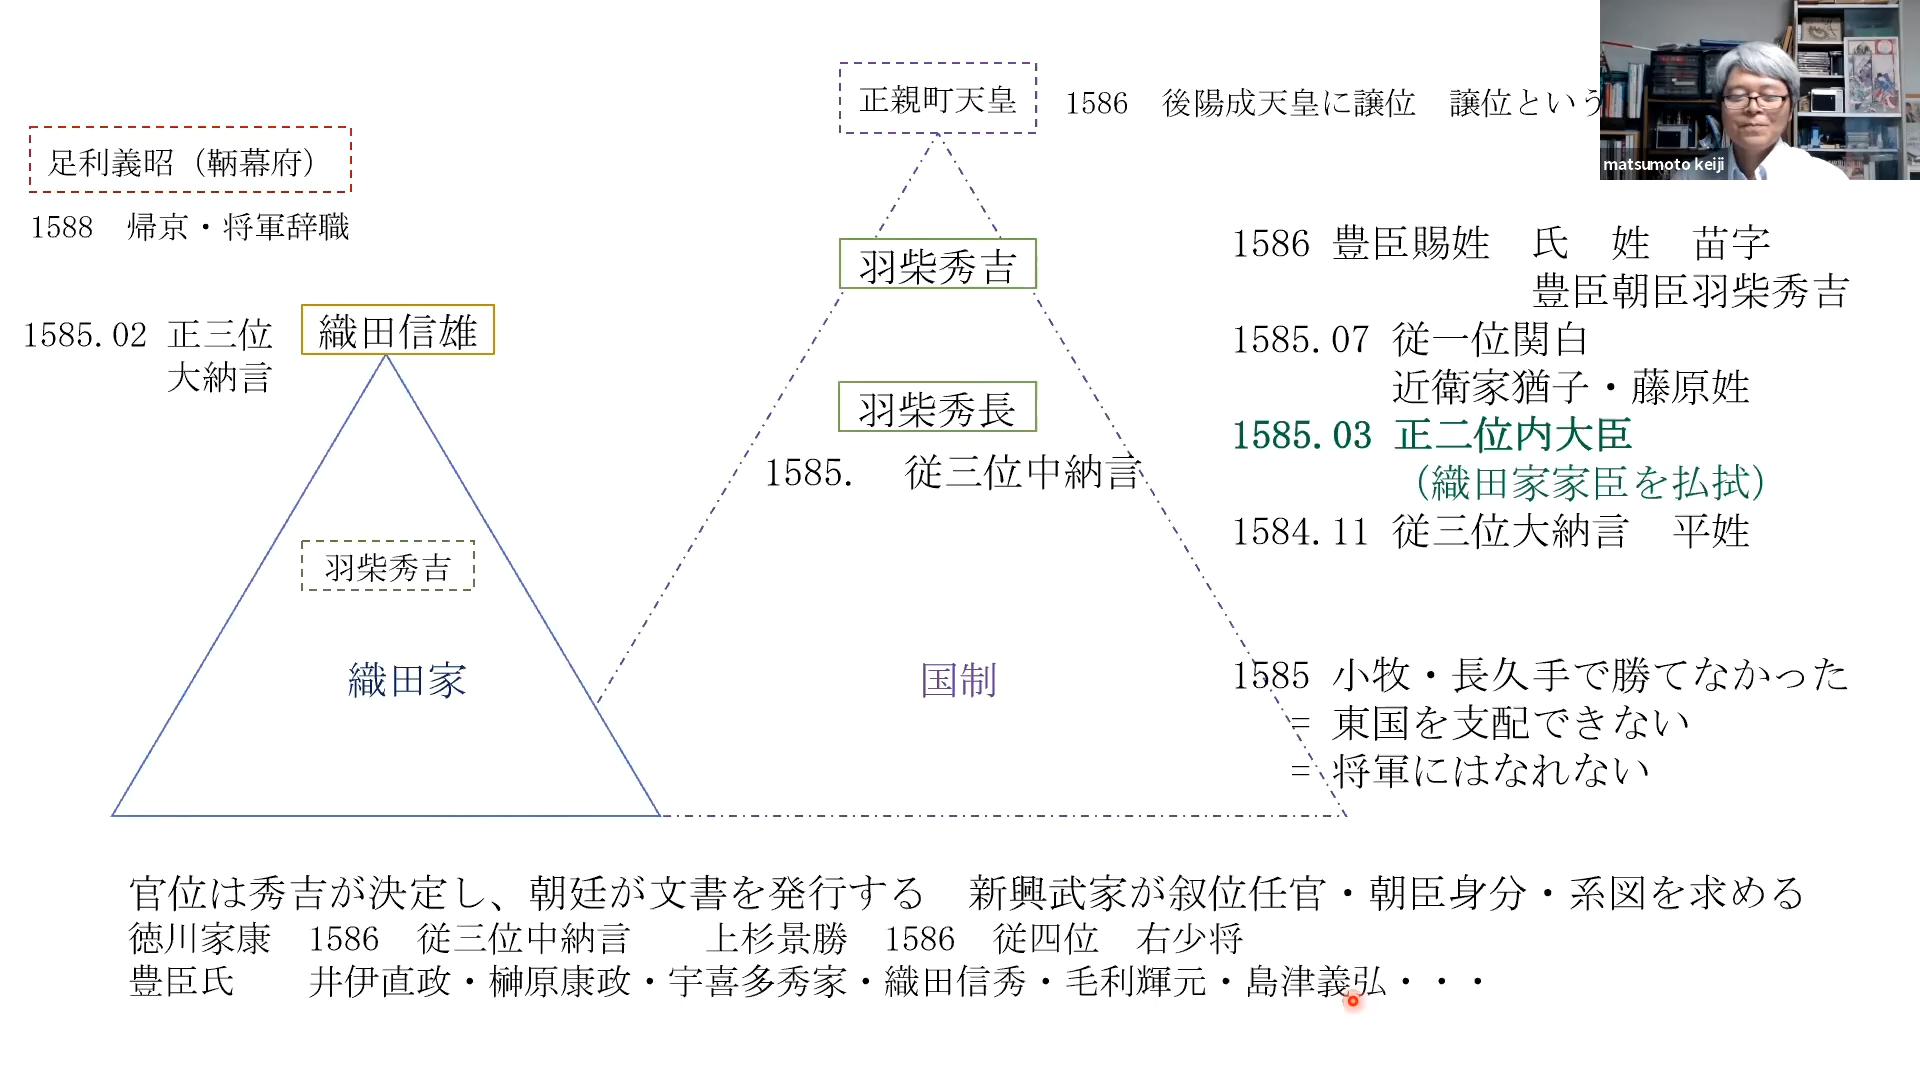 正親町天皇
1586 後陽成天皇に譲位 譲位という
matsumoto keiji
足利義昭（鞆幕府）
1588 帰京・将軍辞職
1585.02 正三位
大納言
織田信雄
羽柴秀吉
織田家
羽柴秀吉
羽柴秀長
1585. 従三位中納言
国制
1586 豊臣賜姓 氏 姓 苗字
豊臣朝臣羽柴秀吉
1585.07 従一位関白
近衛家猶子・藤原姓
1585.03 正二位内大臣
（織田家家臣を払拭）
1584.11 従三位大納言 平姓
1585 小牧・長久手で勝てなかった
= 東国を支配できない
= 将軍にはなれない
官位は秀吉が決定し、朝廷が文書を発行する 新興武家が叙位任官・朝臣身分・系図を求める
徳川家康 1586 従三位中納言 上杉景勝 1586 従四位 右少将
豊臣氏 井伊直政・榊原康政・宇喜多秀家・織田信秀・毛利輝元・島津義弘・・・